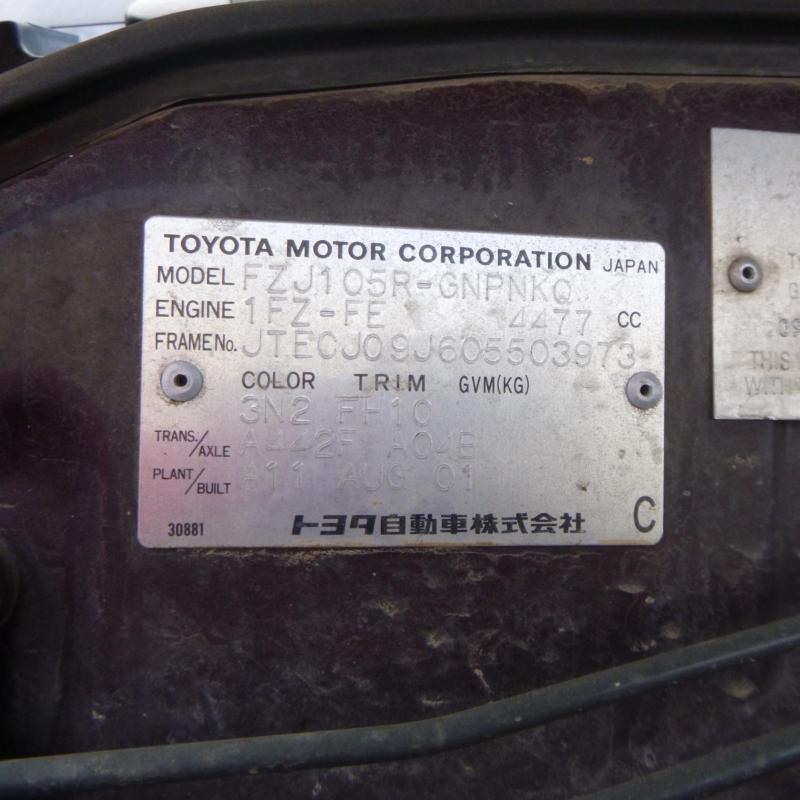 TOYOTA MOTOR CORPORATION JAPAN
MODEL FZJ105R-GNPNKQ
ENGINE 1FZ-FE 4477 CC
FRAME No. JTECJ09J605503973
COLOR TRIM GVM(KG)
3N2 FH10
TRANS./AXLE A442F A04B
PLANT/BUILT A11 AUG 01
30881 トヨタ自動車株式会社 C
THIS